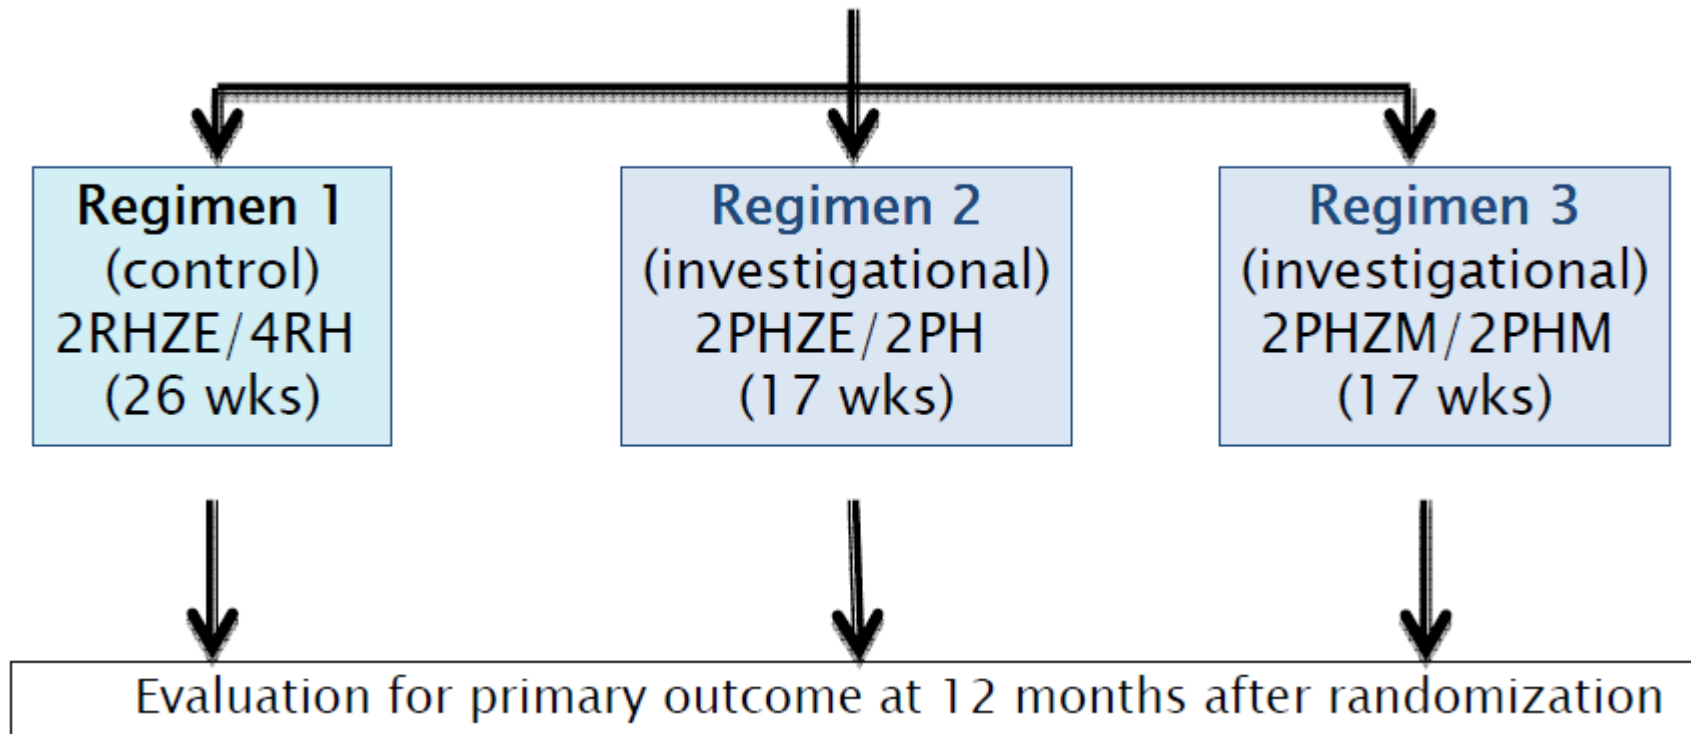 Regimen 1
(control)
2RHZE/4RH
(26 wks)
Regimen 2
(investigational)
2PHZE/2PH
(17 wks)
Regimen 3
(investigational)
2PHZM/2PHM
(17 wks)
Evaluation for primary outcome at 12 months after randomization